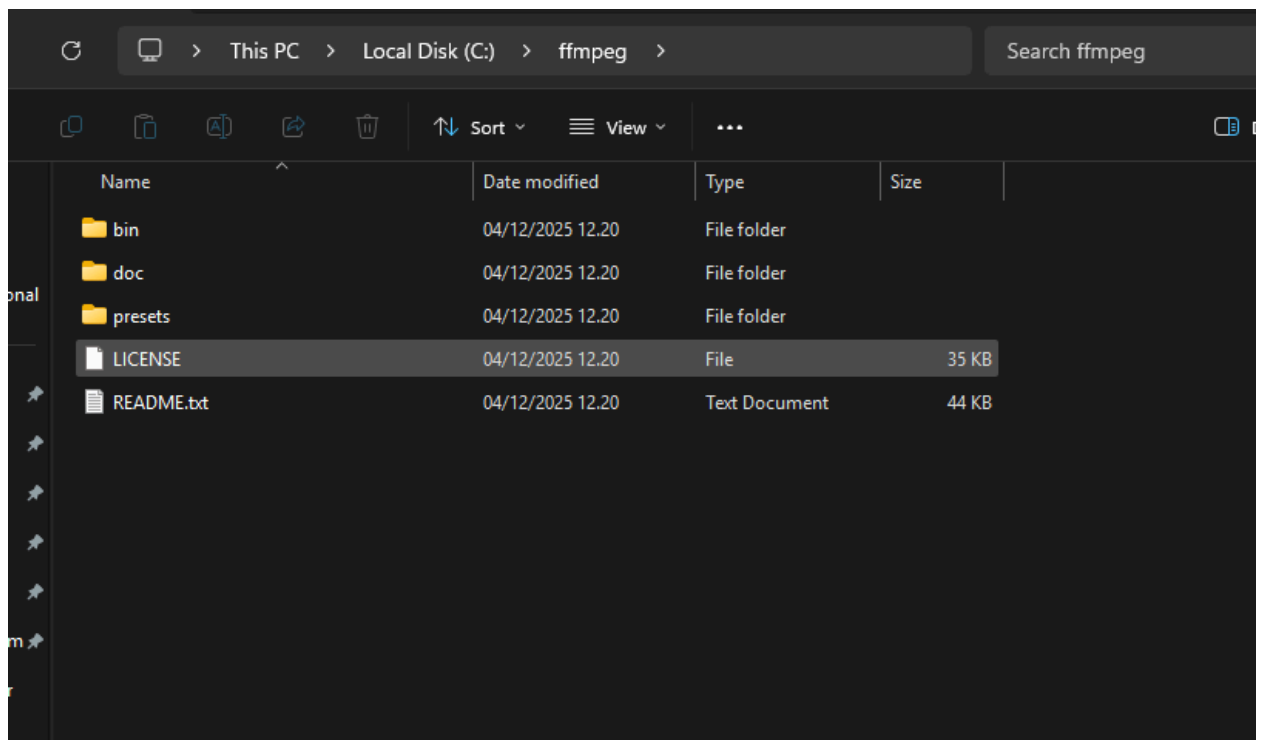 This PC > Local Disk (C:) > ffmpeg > Search ffmpeg
Sort View ...
Name Date modified Type Size
bin 04/12/2025 12.20 File folder
doc 04/12/2025 12.20 File folder
onal
presets 04/12/2025 12.20 File folder
LICENSE 04/12/2025 12.20 File 35 KB
README.txt 04/12/2025 12.20 Text Document 44 KB
m
r